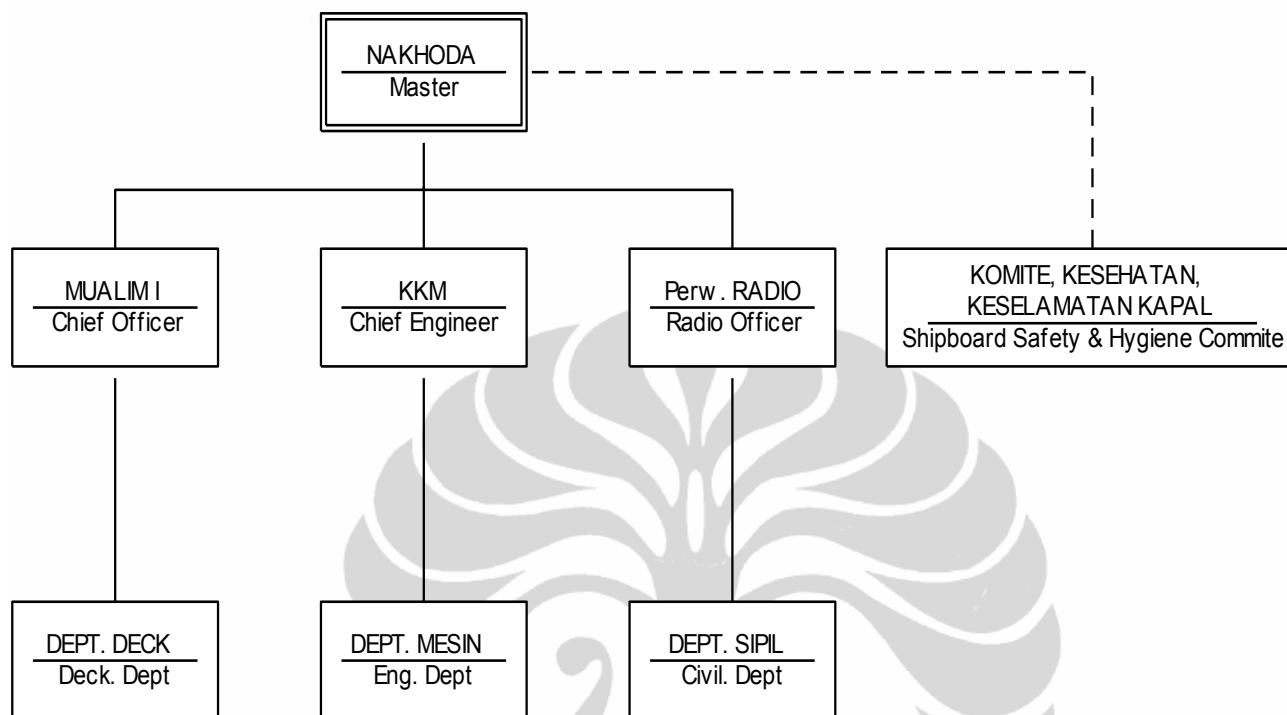 NAKHODA
Master
MUALIM I
Chief Officer
KKM
Chief Engineer
Perw. RADIO
Radio Officer
KOMITE, KESEHATAN,
KESELAMATAN KAPAL
Shipboard Safety & Hygiene Commite
DEPT. DECK
Deck. Dept
DEPT. MESIN
Eng. Dept
DEPT. SIPIL
Civil. Dept